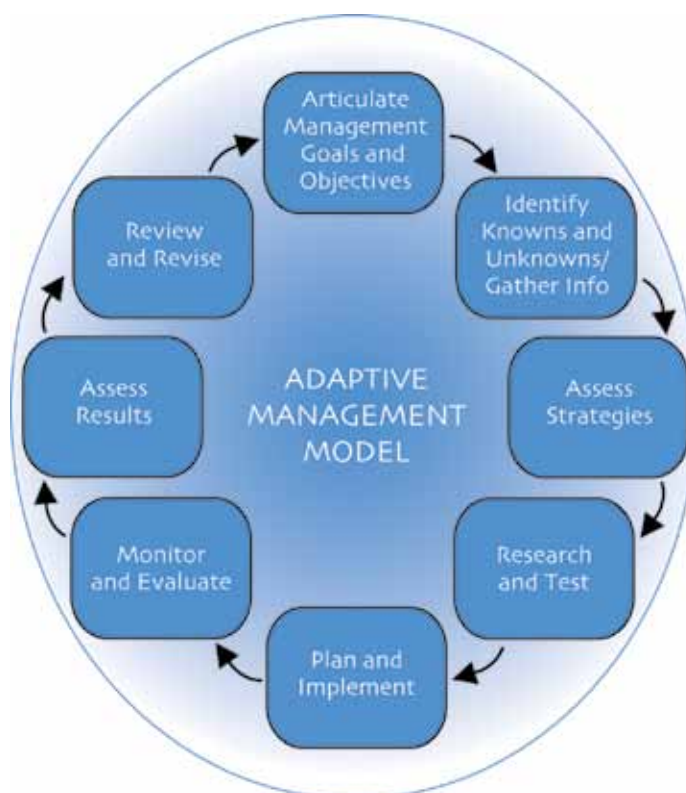 Articulate
Management
Goals and
Objectives
Identify
Knowns and
Unknowns/
Gather Info
Assess
Strategies
Research
and Test
Plan and
Implement
Monitor
and Evaluate
Assess
Results
Review
and Revise
ADAPTIVE
MANAGEMENT
MODEL